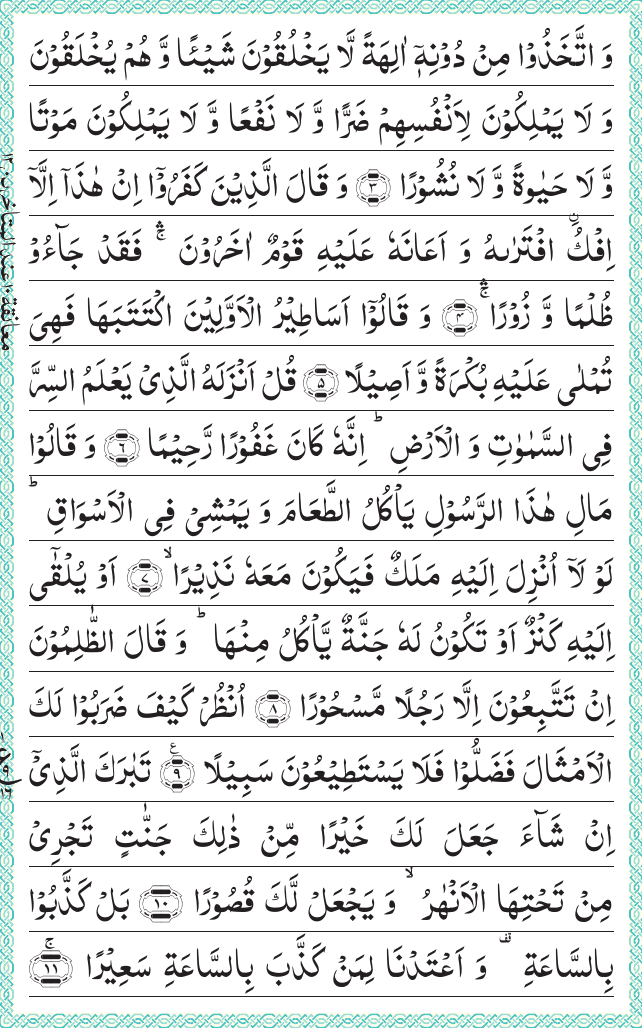 وَ اتَّخَذُوْا مِنْ دُوْنِهٖۤ اٰلِهَةً لَّا يَخْلُقُوْنَ شَيْـًٔا وَّ هُمْ يُخْلَقُوْنَ
وَ لَا يَمْلِكُوْنَ لِاَنْفُسِهِمْ ضَرًّا وَّ لَا نَفْعًا وَّ لَا يَمْلِكُوْنَ مَوْتًا
وَّ لَا حَيٰوةً وَّ لَا نُشُوْرًا ﴿۳﴾ وَ قَالَ الَّذِيْنَ كَفَرُوْۤا اِنْ هٰذَاۤ اِلَّاۤ
اِفْكٌ ا۟فْتَرٰىهُ وَ اَعَانَهٗ عَلَيْهِ قَوْمٌ اٰخَرُوْنَ ۛۚ فَقَدْ جَآءُوْ
ظُلْمًا وَّ زُوْرًا ۛۚ ﴿۴﴾ وَ قَالُوْۤا اَسَاطِيْرُ الْاَوَّلِيْنَ اكْتَتَبَهَا فَهِيَ
تُمْلٰى عَلَيْهِ بُكْرَةً وَّ اَصِيْلًا ﴿۵﴾ قُلْ اَنْزَلَهُ الَّذِيْ يَعْلَمُ السِّرَّ
فِي السَّمٰوٰتِ وَ الْاَرْضِ ؕ اِنَّهٗ كَانَ غَفُوْرًا رَّحِيْمًا ﴿۶﴾ وَ قَالُوْا
مَالِ هٰذَا الرَّسُوْلِ يَاْكُلُ الطَّعَامَ وَ يَمْشِيْ فِي الْاَسْوَاقِ ؕ
لَوْ لَاۤ اُنْزِلَ اِلَيْهِ مَلَكٌ فَيَكُوْنَ مَعَهٗ نَذِيْرًا ۙ ﴿۷﴾ اَوْ يُلْقٰۤى
اِلَيْهِ كَنْزٌ اَوْ تَكُوْنُ لَهٗ جَنَّةٌ يَّاْكُلُ مِنْهَا ؕ وَ قَالَ الظّٰلِمُوْنَ
اِنْ تَتَّبِعُوْنَ اِلَّا رَجُلًا مَّسْحُوْرًا ﴿۸﴾ اُنْظُرْ كَيْفَ ضَرَبُوْا لَكَ
الْاَمْثَالَ فَضَلُّوْا فَلَا يَسْتَطِيْعُوْنَ سَبِيْلًا ﴿۹﴾ ع تَبٰرَكَ الَّذِيْۤ
اِنْ شَآءَ جَعَلَ لَكَ خَيْرًا مِّنْ ذٰلِكَ جَنّٰتٍ تَجْرِيْ
مِنْ تَحْتِهَا الْاَنْهٰرُ ۙ وَ يَجْعَلْ لَّكَ قُصُوْرًا ﴿۱۰﴾ بَلْ كَذَّبُوْا
بِالسَّاعَةِ ۟ وَ اَعْتَدْنَا لِمَنْ كَذَّبَ بِالسَّاعَةِ سَعِيْرًا ﴿۱۱﴾ ۚ